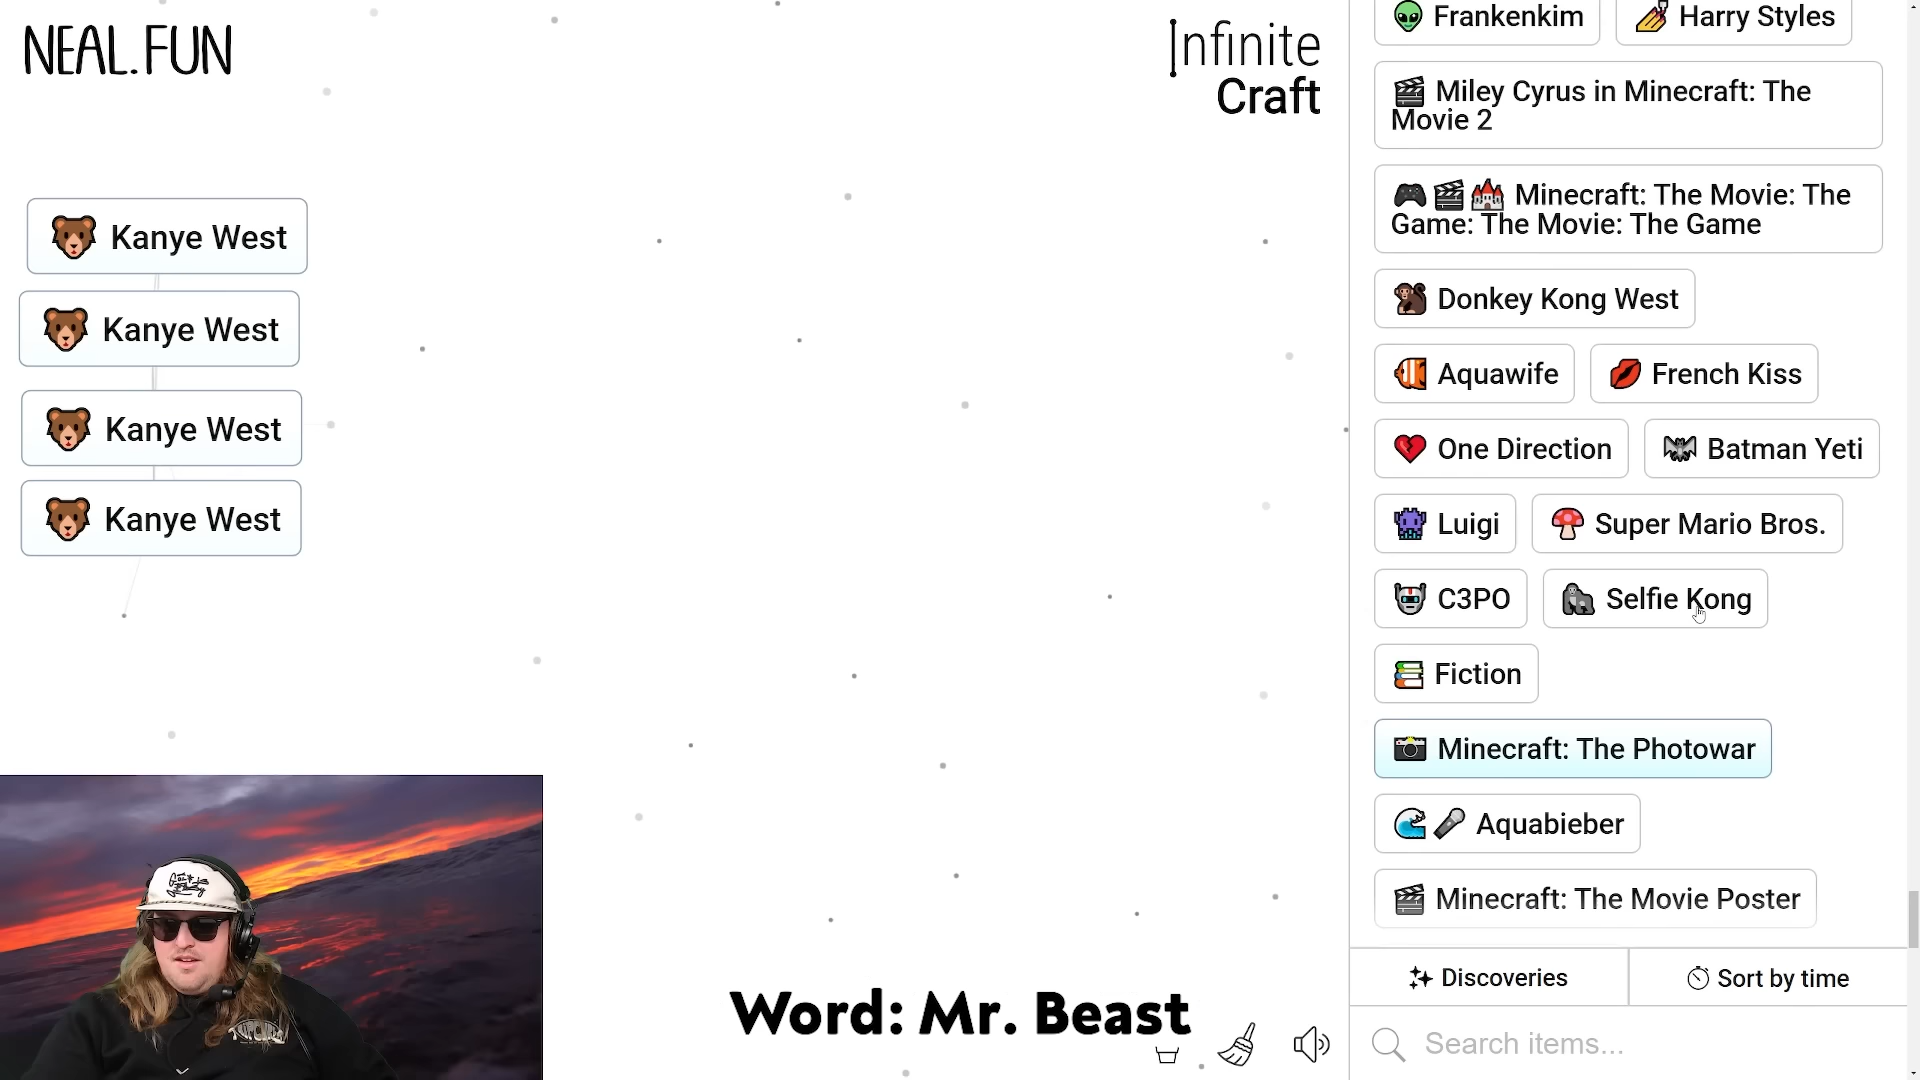 NEAL.FUN
Infinite
Craft
Kanye West
Kanye West
Kanye West
Kanye West
Word: Mr. Beast
Frankenkim
Harry Styles
Miley Cyrus in Minecraft: The
Movie 2
Minecraft: The Movie: The
Game: The Movie: The Game
Donkey Kong West
Aquawife
French Kiss
One Direction
Batman Yeti
Luigi
Super Mario Bros.
C3PO
Selfie Kong
Fiction
Minecraft: The Photowar
Aquabieber
Minecraft: The Movie Poster
Discoveries
Sort by time
Search items...